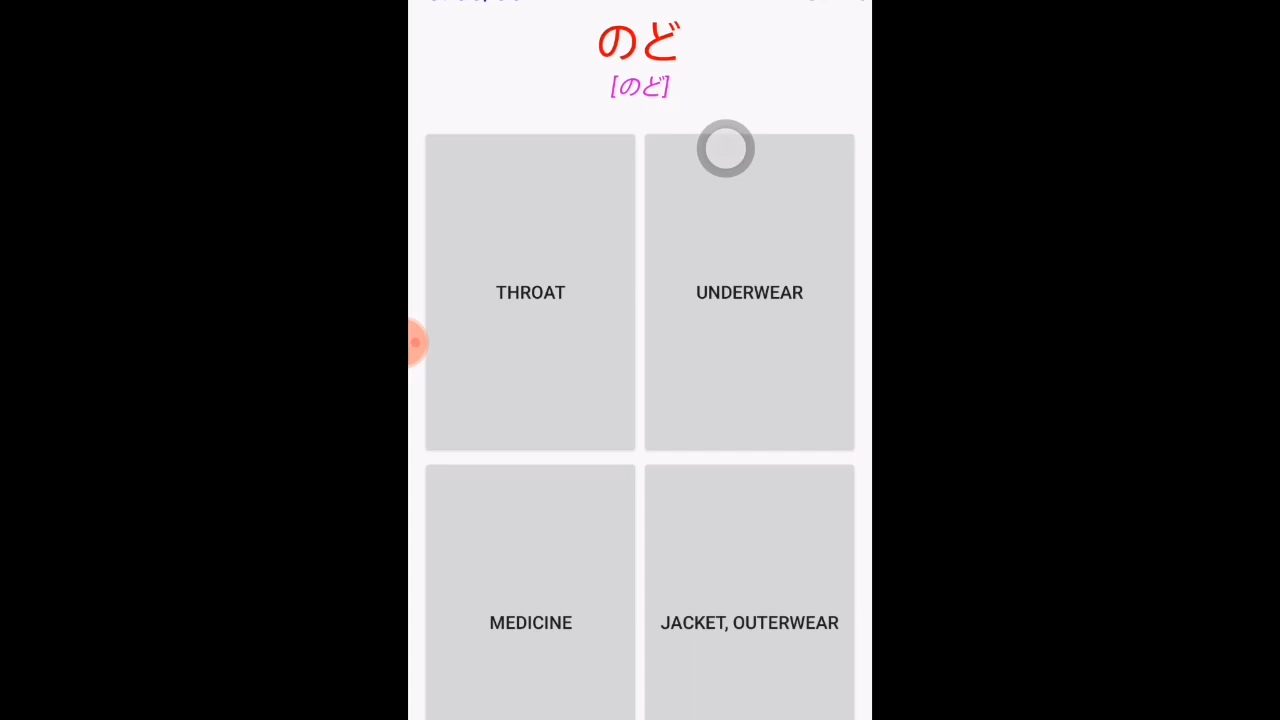 のど
[のど]
THROAT
UNDERWEAR
MEDICINE
JACKET, OUTERWEAR